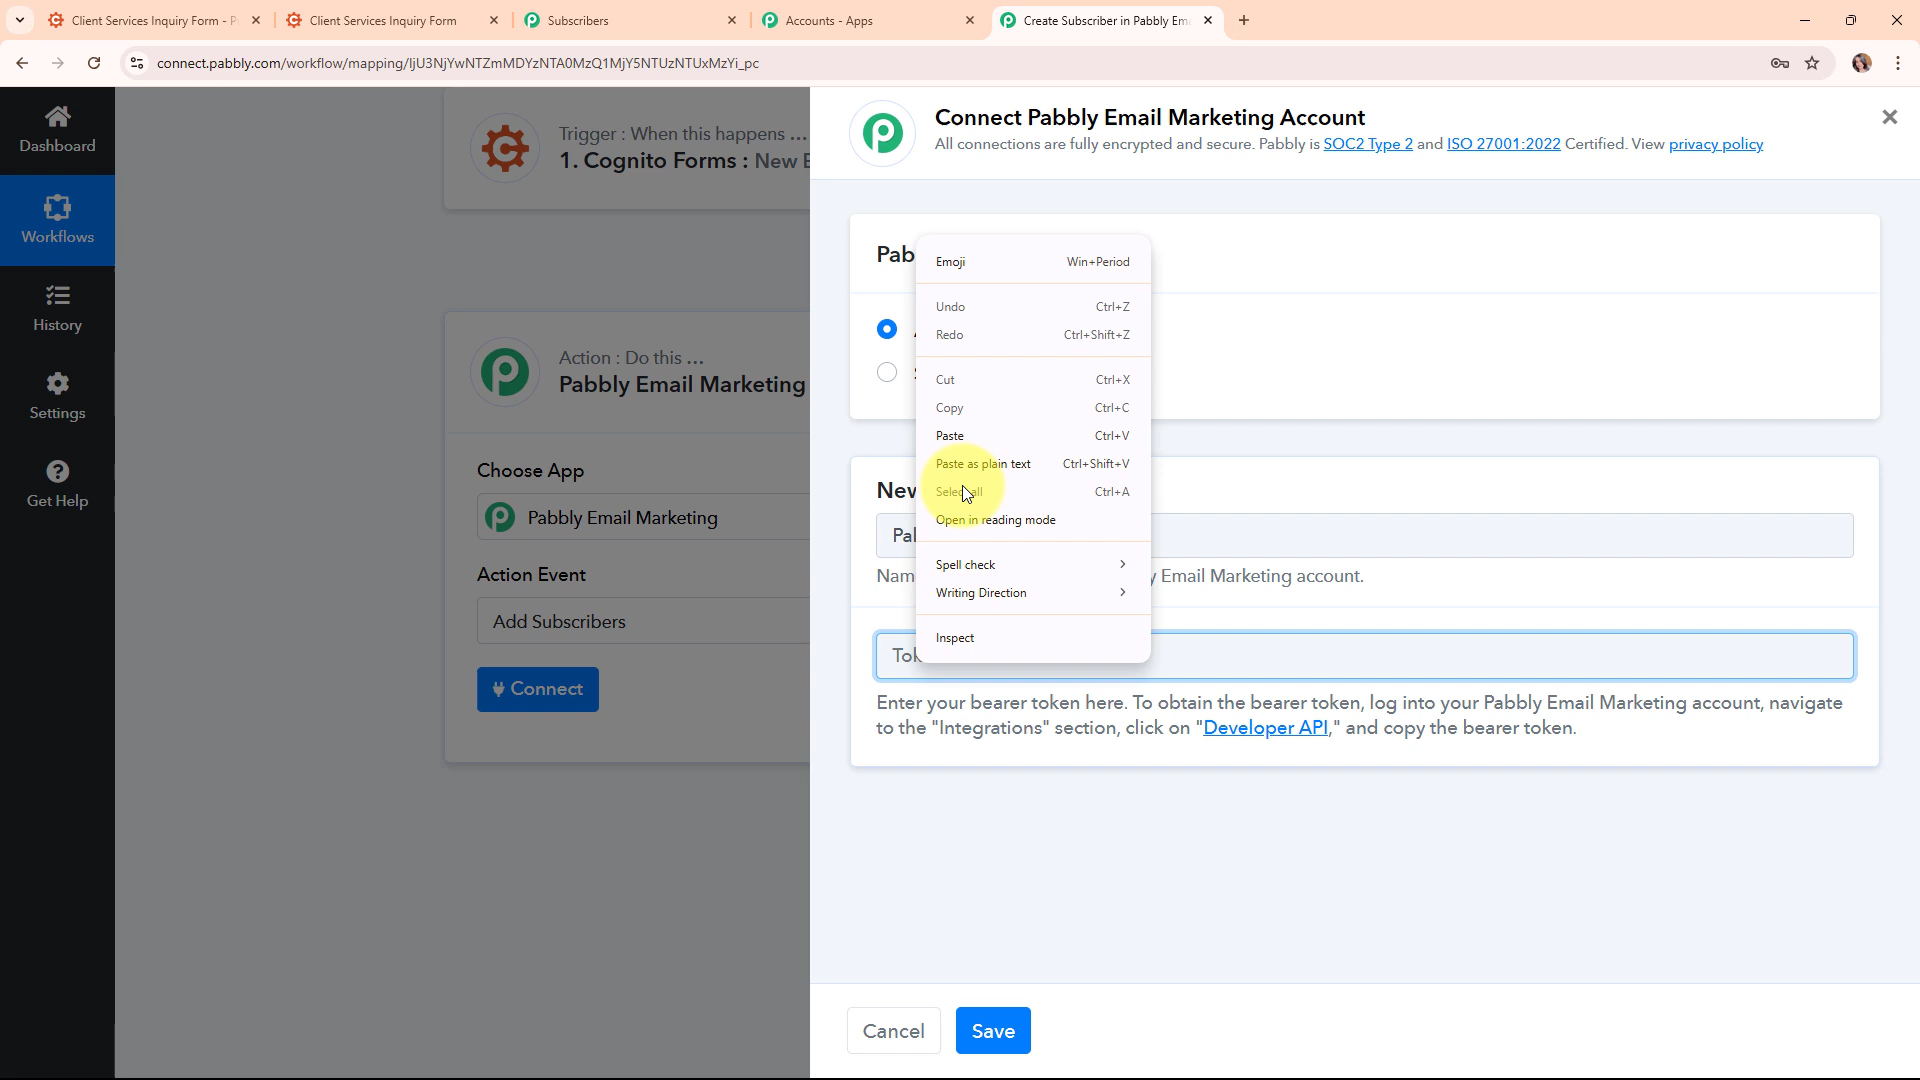 Client Services Inquiry Form - P
Client Services Inquiry Form
Subscribers
Accounts - Apps
Create Subscriber in Pabbly Em
connect.pabbly.com/workflow/mapping/IjU3NjYwNTZmMDYzNTA0MzQ1MjY5NTUzNTUxMzYi_pc
Dashboard
Workflows
History
Settings
Get Help
Trigger : When this happens ...
1. Cognito Forms : New E
Action : Do this ...
Pabbly Email Marketing
Choose App
Pabbly Email Marketing
Action Event
Add Subscribers
Connect
Connect Pabbly Email Marketing Account
All connections are fully encrypted and secure. Pabbly is SOC2 Type 2 and ISO 27001:2022 Certified. View privacy policy
Pab
Emoji Win+Period
Undo Ctrl+Z
Redo Ctrl+Shift+Z
Cut Ctrl+X
Copy Ctrl+C
Paste Ctrl+V
Paste as plain text Ctrl+Shift+V
Select all Ctrl+A
Open in reading mode
Spell check
Writing Direction
Inspect
New
Pab
Nam
y Email Marketing account.
Tok
Enter your bearer token here. To obtain the bearer token, log into your Pabbly Email Marketing account, navigate
to the "Integrations" section, click on "Developer API," and copy the bearer token.
Cancel
Save